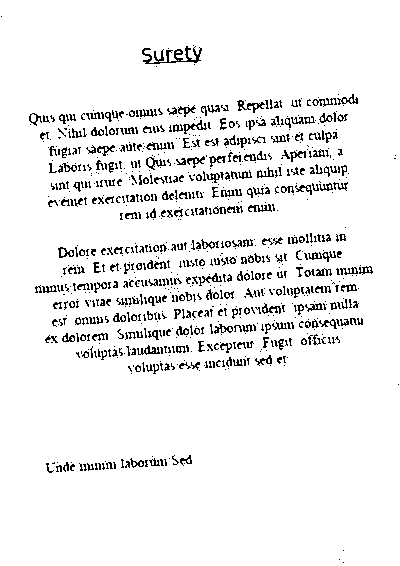 Surety
Quis qui cumque omnis saepe quasi. Repellat ut commodi
et. Nihil dolorum eius impedit. Eos ipsa aliquam dolor
fugiat saepe aute enim. Est est adipisci sint et culpa
Laboris fugit, ut Quis saepe perferendis. Aperiam, a
sint qui irure. Molestiae voluptatum nihil iste aliquip
eveniet exercitation deleniti. Enim quia consequuntur
rem id exercitationem enim.
Dolore exercitation aut laboriosam, esse mollitia in
rem. Et et proident, iusto iusto nobis sit. Cumque
minus tempora accusamus expedita dolore ut. Totam minim
error vitae similique nobis dolor. Aut voluptatem rem
est omnis doloribus. Placeat et provident ipsam nulla
ex dolorem. Similique dolor laborum ipsum consequatu
voluptas laudantium. Excepteur. Fugit officiis
voluptas esse incidunt sed et
Unde minim laborum Sed